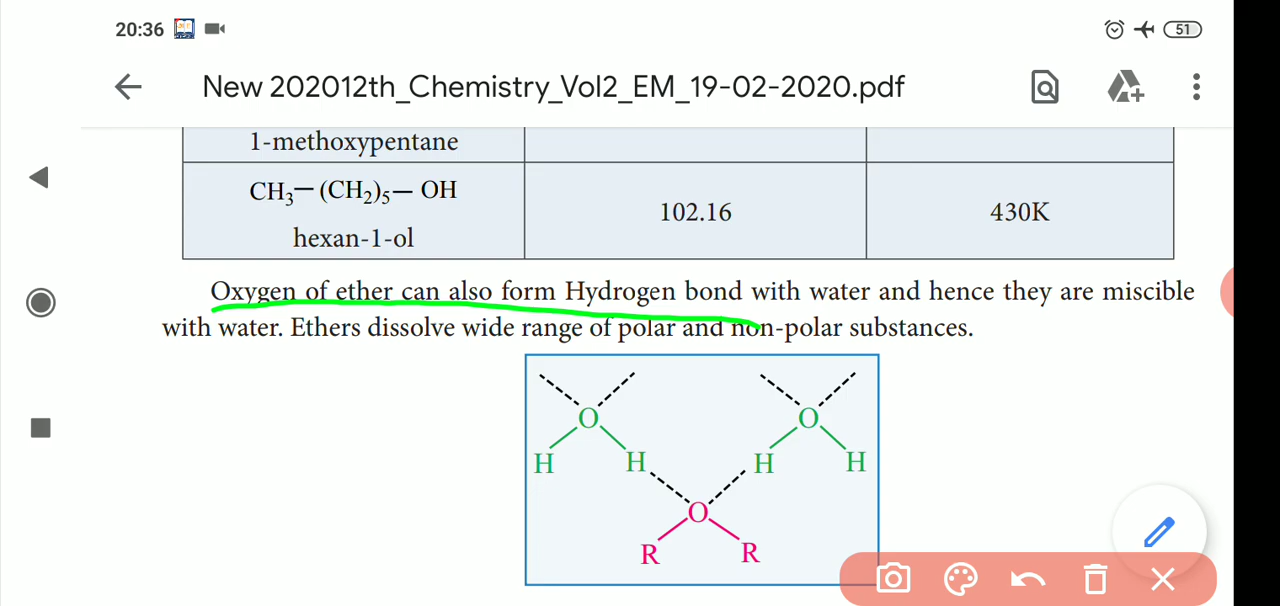 20:36
51
New 202012th_Chemistry_Vol2_EM_19-02-2020.pdf
1-methoxypentane
CH3— (CH2)5— OH
hexan-1-ol
102.16
430K
Oxygen of ether can also form Hydrogen bond with water and hence they are miscible
with water. Ethers dissolve wide range of polar and non-polar substances.
O O
H H H H
O
R R